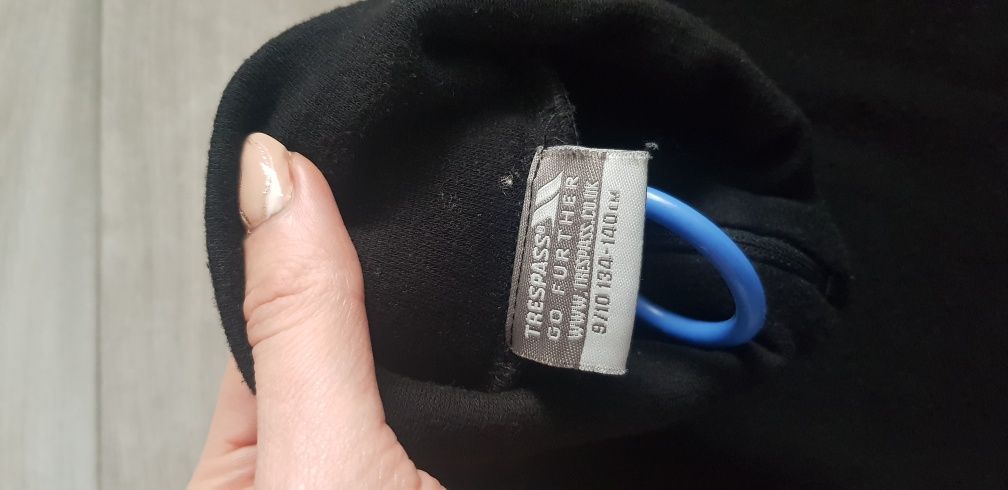 TRESPASS®
GO FURTHER
WWW.TRESPASS.CO.UK
9/10 134-140CM